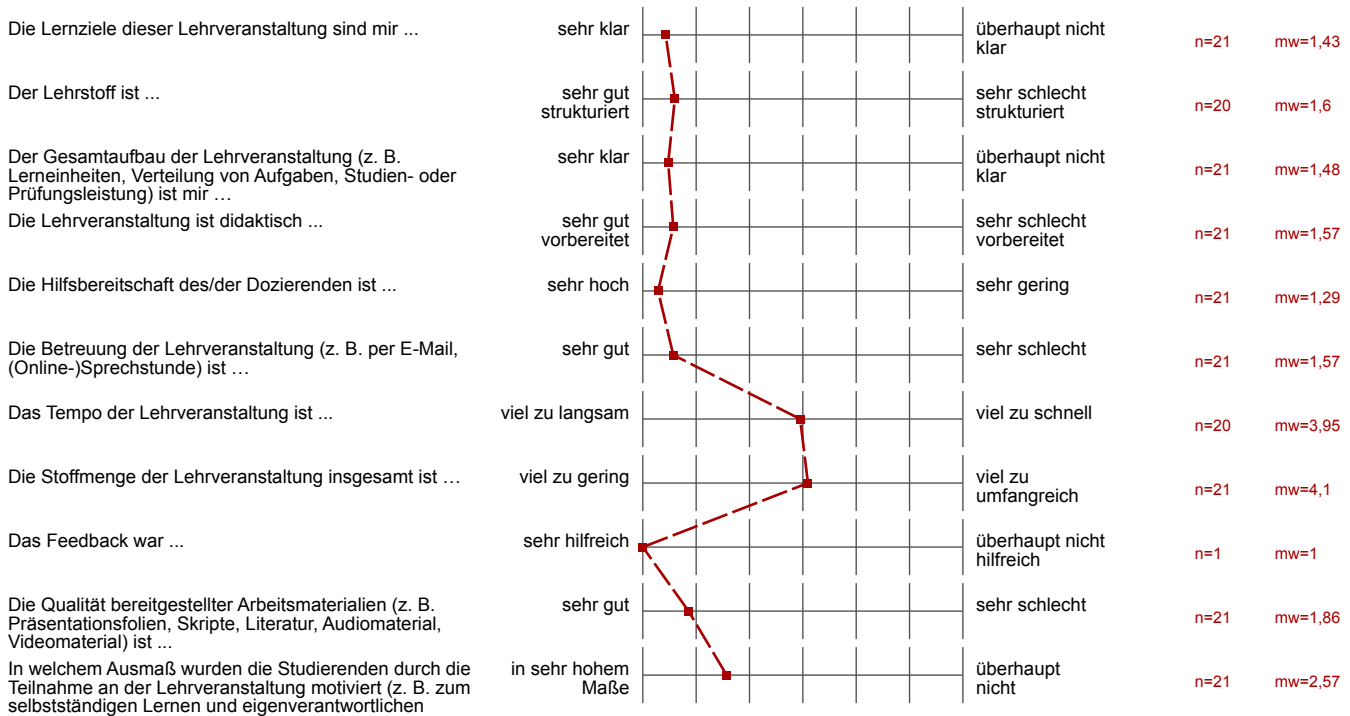 Die Lernziele dieser Lehrveranstaltung sind mir ... sehr klar überhaupt nicht klar n=21 mw=1,43
Der Lehrstoff ist ... sehr gut strukturiert sehr schlecht strukturiert n=20 mw=1,6
Der Gesamtaufbau der Lehrveranstaltung (z. B.
Lerneinheiten, Verteilung von Aufgaben, Studien- oder
Prüfungsleistung) ist mir … sehr klar überhaupt nicht klar n=21 mw=1,48
Die Lehrveranstaltung ist didaktisch ... sehr gut vorbereitet sehr schlecht vorbereitet n=21 mw=1,57
Die Hilfsbereitschaft des/der Dozierenden ist ... sehr hoch sehr gering n=21 mw=1,29
Die Betreuung der Lehrveranstaltung (z. B. per E-Mail,
(Online-)Sprechstunde) ist … sehr gut sehr schlecht n=21 mw=1,57
Das Tempo der Lehrveranstaltung ist ... viel zu langsam viel zu schnell n=20 mw=3,95
Die Stoffmenge der Lehrveranstaltung insgesamt ist … viel zu gering viel zu umfangreich n=21 mw=4,1
Das Feedback war ... sehr hilfreich überhaupt nicht hilfreich n=1 mw=1
Die Qualität bereitgestellter Arbeitsmaterialien (z. B.
Präsentationsfolien, Skripte, Literatur, Audiomaterial,
Videomaterial) ist ... sehr gut sehr schlecht n=21 mw=1,86
In welchem Ausmaß wurden die Studierenden durch die
Teilnahme an der Lehrveranstaltung motiviert (z. B. zum
selbstständigen Lernen und eigenverantwortlichen in sehr hohem Maße überhaupt nicht n=21 mw=2,57